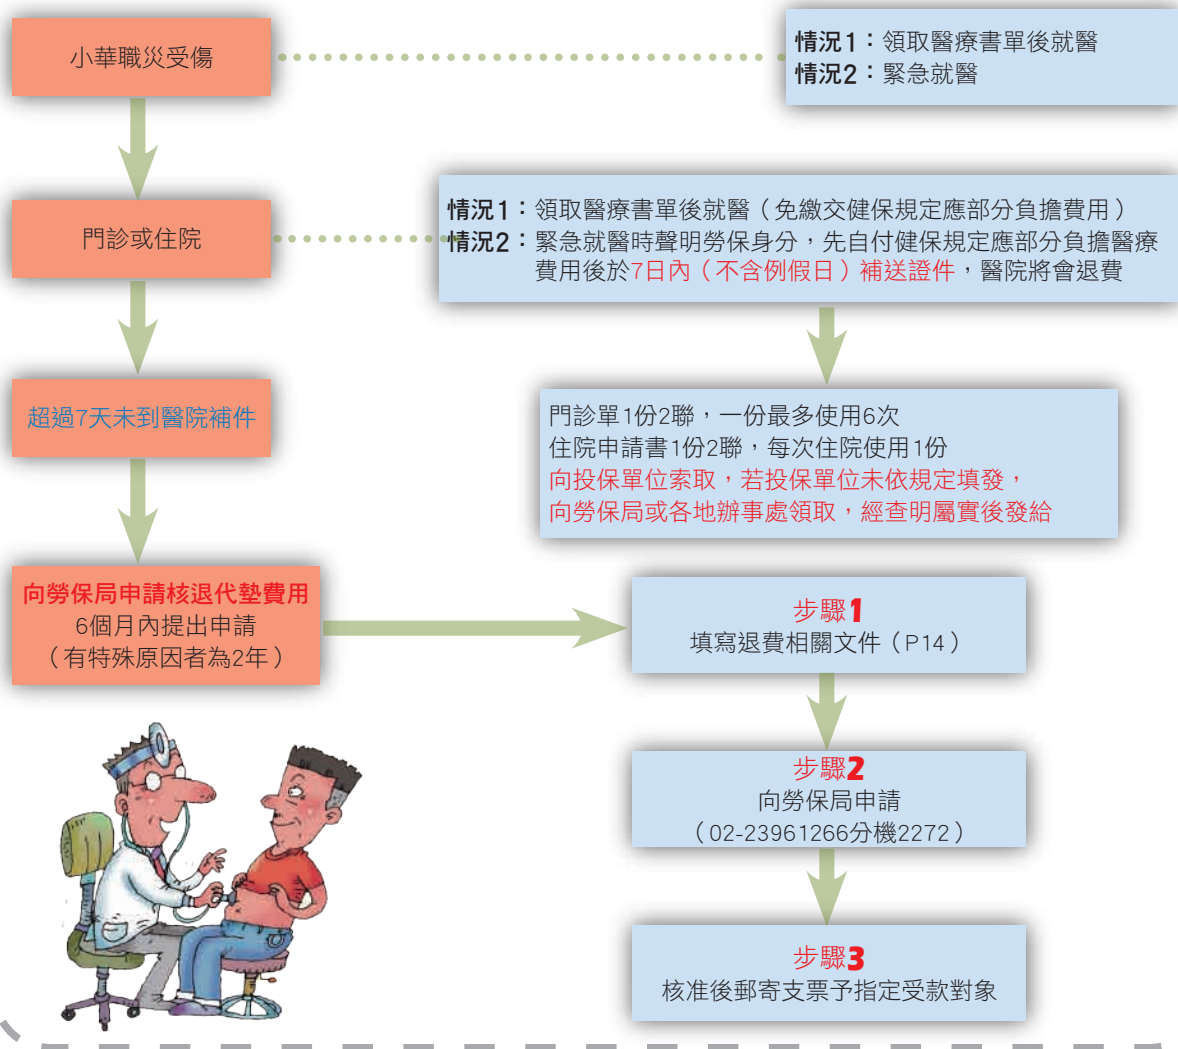 小華職災受傷
情況1：領取醫療書單後就醫
情況2：緊急就醫
門診或住院
情況1：領取醫療書單後就醫（免繳交健保規定應部分負擔費用）
情況2：緊急就醫時聲明勞保身分，先自付健保規定應部分負擔醫療
費用後於7日內（不含例假日）補送證件，醫院將會退費
超過7天未到醫院補件
門診單1份2聯，一份最多使用6次
住院申請書1份2聯，每次住院使用1份
向投保單位索取，若投保單位未依規定填發，
向勞保局或各地辦事處領取，經查明屬實後發給
向勞保局申請核退代墊費用
6個月內提出申請
（有特殊原因者為2年）
步驟1
填寫退費相關文件（P14）
步驟2
向勞保局申請
（02-23961266分機2272）
步驟3
核准後郵寄支票予指定受款對象